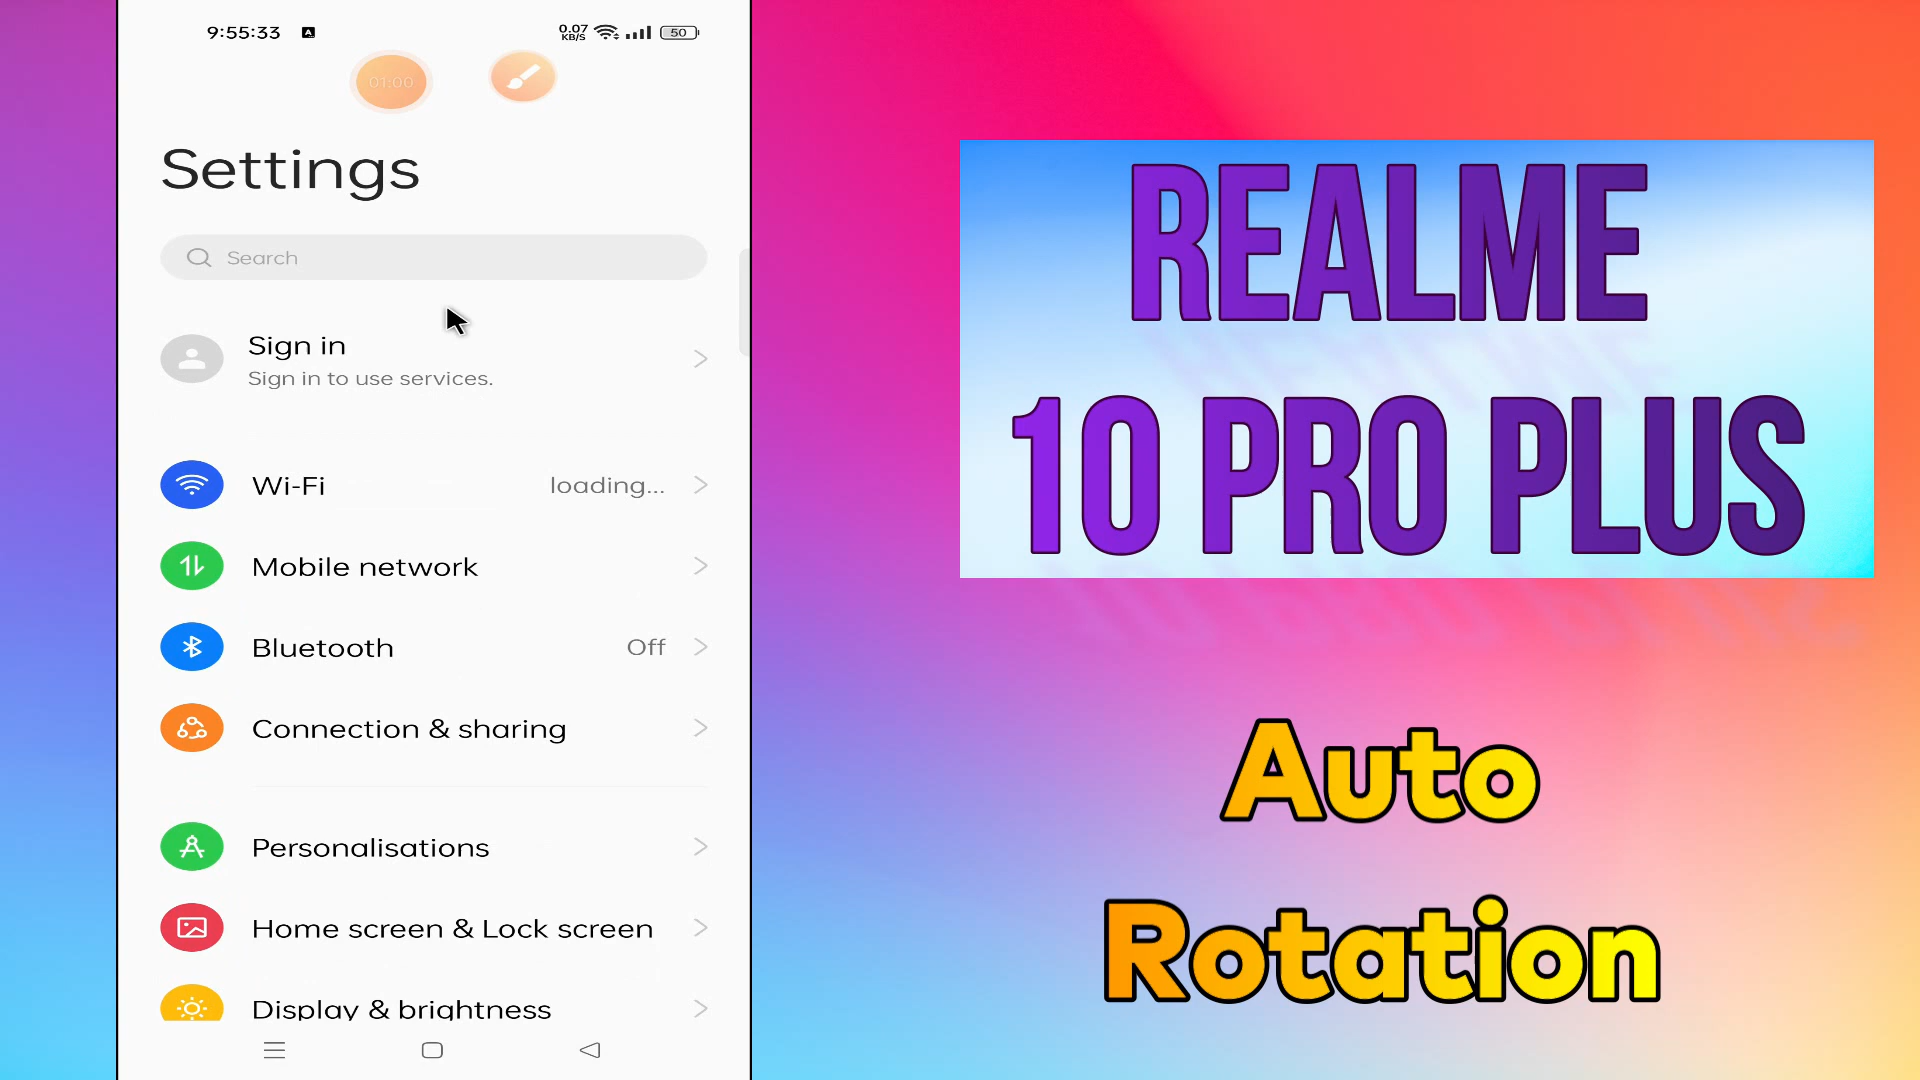 9:55:33
0.07
KB/S
50
01:00
Settings
Search
Sign in
Sign in to use services.
Wi-Fi
loading...
Mobile network
Bluetooth
Off
Connection & sharing
Personalisations
Home screen & Lock screen
Display & brightness
REALME
10 PRO PLUS
Auto
Rotation